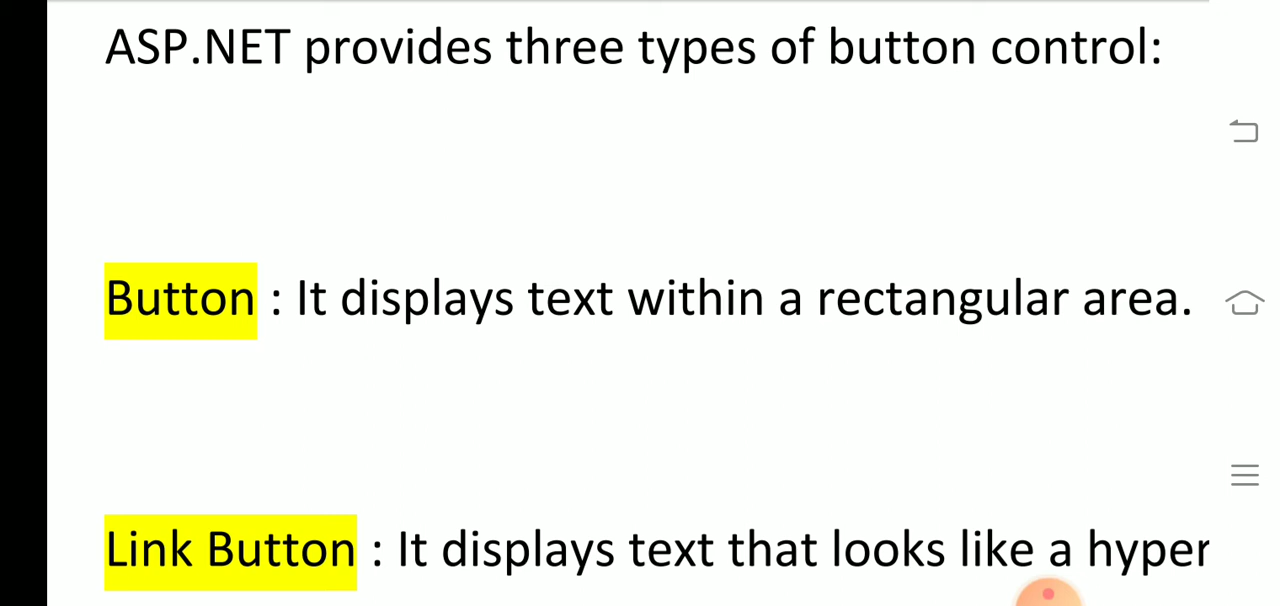 ASP.NET provides three types of button control:
Button : It displays text within a rectangular area.
Link Button : It displays text that looks like a hyper